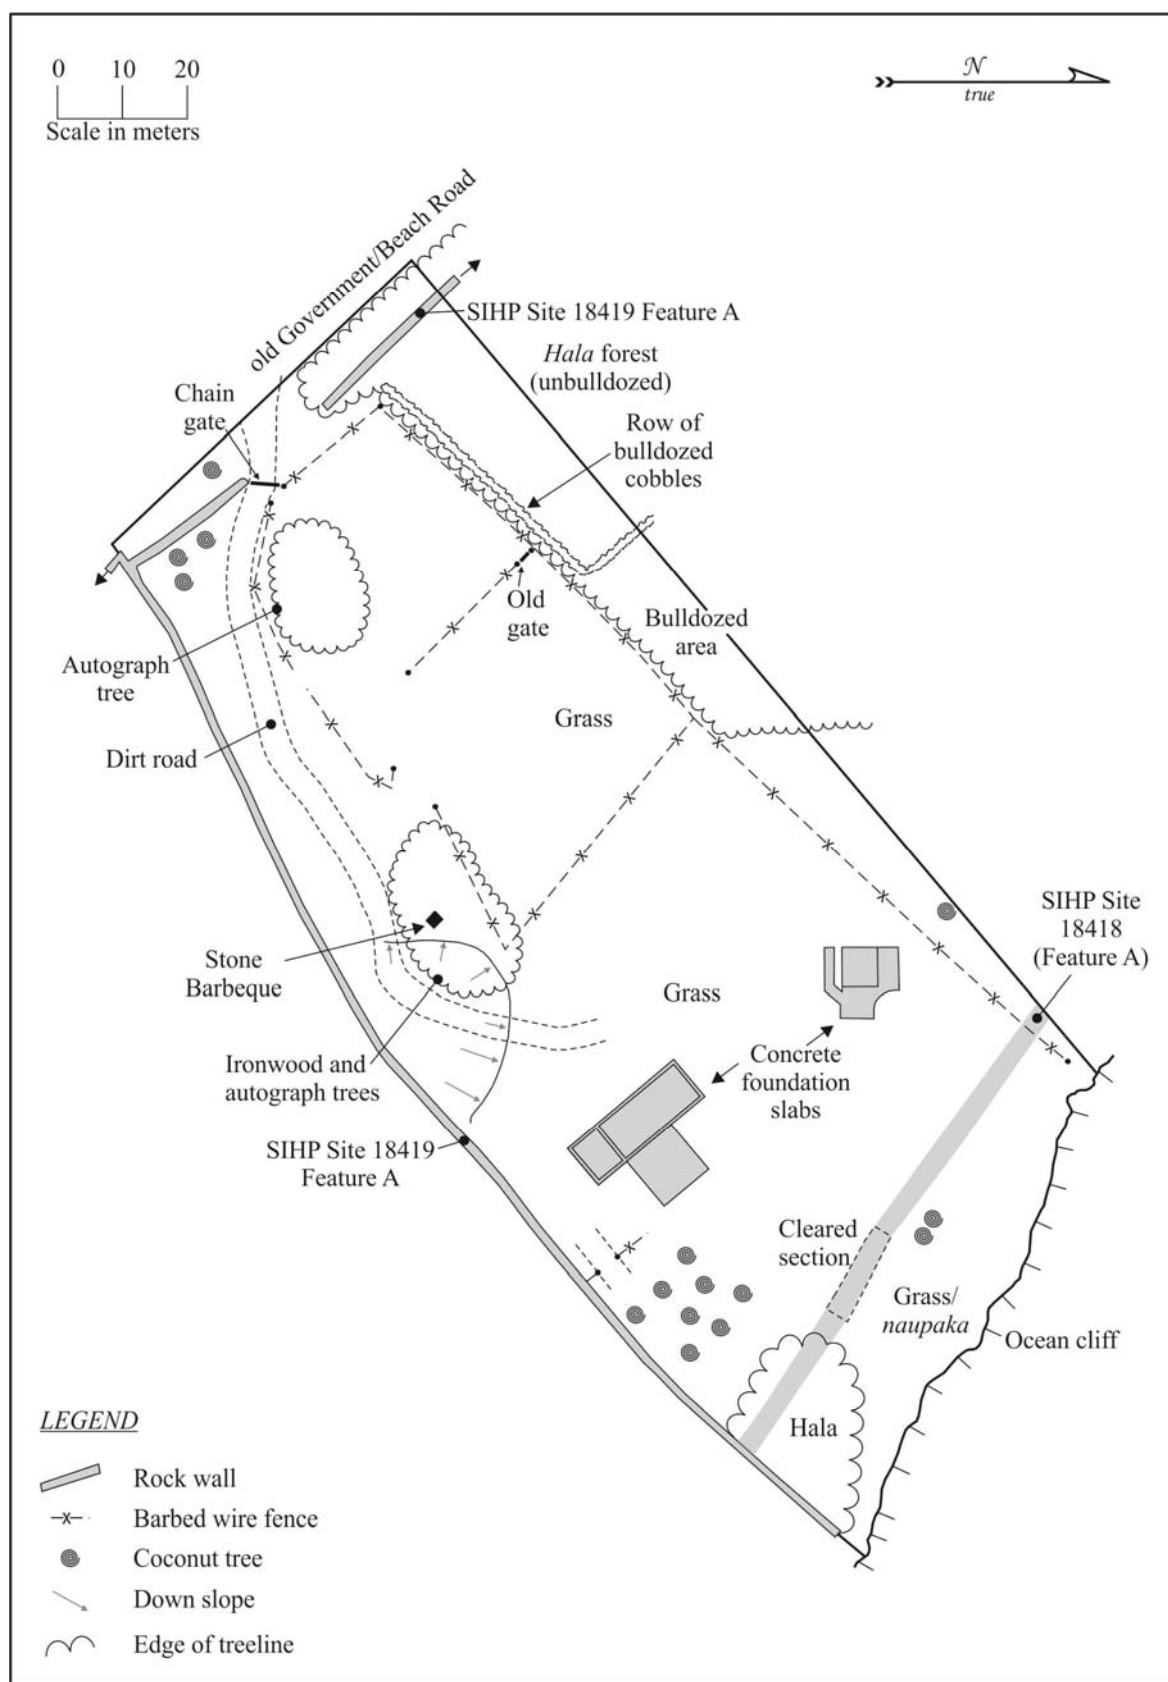 0 10 20
Scale in meters
N
true
old Government/Beach Road
SIHP Site 18419 Feature A
Hala forest
(unbulldozed)
Chain
gate
Row of
bulldozed
cobbles
Old
gate
Bulldozed
area
Autograph
tree
Grass
Dirt road
SIHP Site
18418
(Feature A)
Stone
Barbeque
Grass
Ironwood and
autograph trees
Concrete
foundation
slabs
SIHP Site 18419
Feature A
Cleared
section
Grass/
naupaka
Ocean cliff
Hala
LEGEND
Rock wall
Barbed wire fence
Coconut tree
Down slope
Edge of treeline